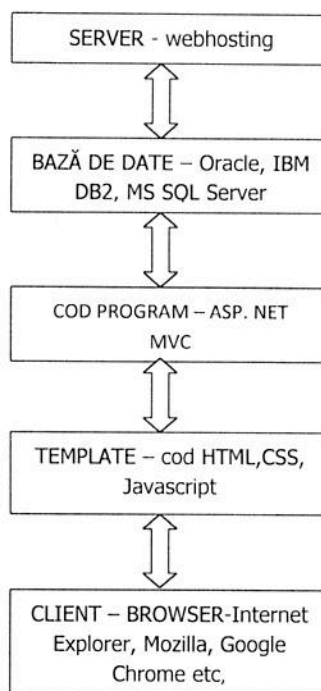 SERVER - webhosting
BAZĂ DE DATE – Oracle, IBM
DB2, MS SQL Server
COD PROGRAM – ASP. NET
MVC
TEMPLATE – cod HTML,CSS,
Javascript
CLIENT – BROWSER-Internet
Explorer, Mozilla, Google
Chrome etc,